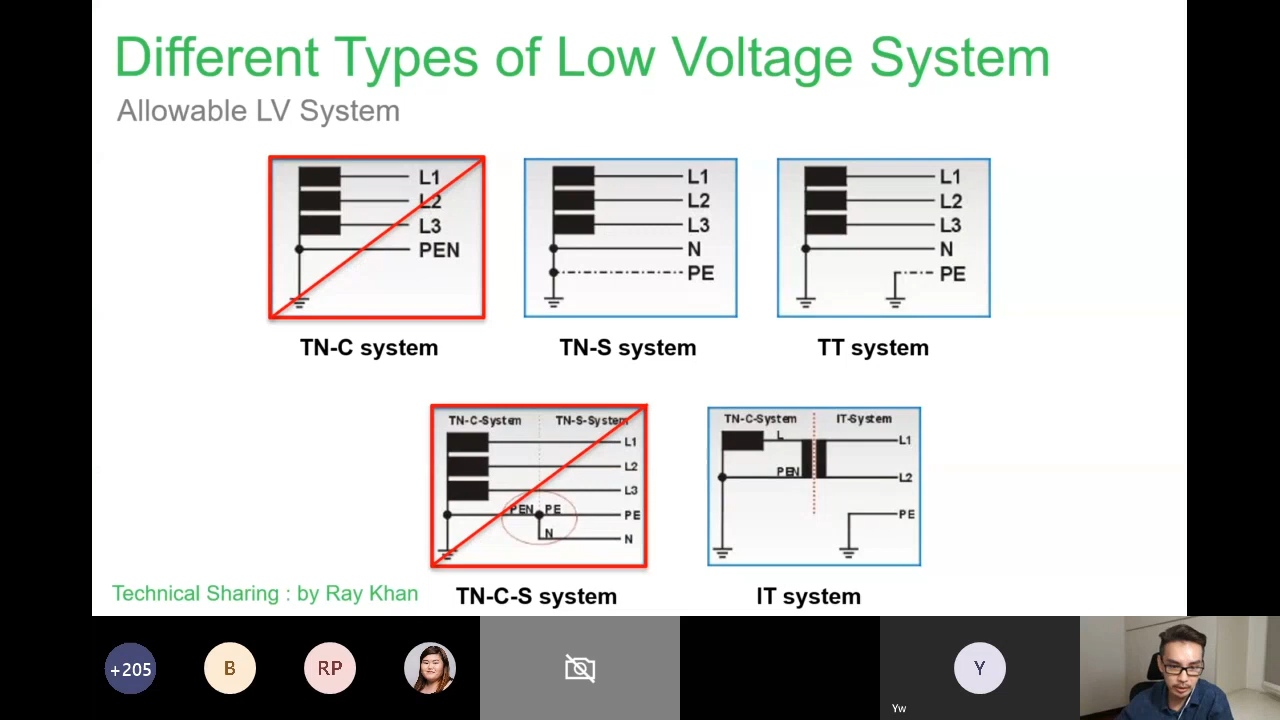 Different Types of Low Voltage System
Allowable LV System
L1
L2
L3
PEN
TN-C system
L1
L2
L3
N
PE
TN-S system
L1
L2
L3
N
PE
TT system
TN-C-System TN-S-System
L1
L2
L3
PEN PE PE
N N
TN-C-S system
TN-C-System IT-System
L L1
PEN L2
PE
IT system
Technical Sharing : by Ray Khan
+205
B
RP
Y
Yw